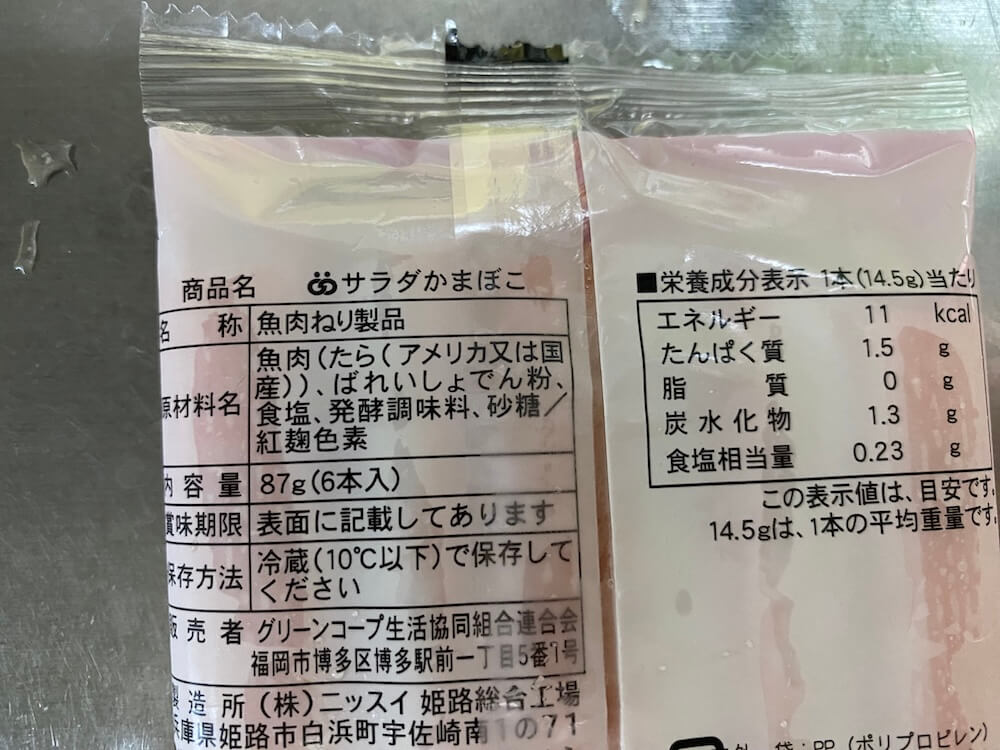 商品名 サラダかまぼこ
名称 魚肉ねり製品
原材料名 魚肉(たら(アメリカ又は国
産))、ばれいしょでん粉、
食塩、発酵調味料、砂糖/
紅麹色素
内容量 87g(6本入)
賞味期限 表面に記載してあります
保存方法 冷蔵(10℃以下)で保存して
ください
販売者 グリーンコープ生活協同組合連合会
福岡市博多区博多駅前一丁目5番1号
製造所 (株)ニッスイ 姫路総合工場
兵庫県姫路市白浜町宇佐崎南1の71
■栄養成分表示 1本(14.5g)当たり
エネルギー 11 kcal
たんぱく質 1.5 g
脂質 0 g
炭水化物 1.3 g
食塩相当量 0.23 g
この表示値は、目安です。
14.5gは、1本の平均重量です。
外 袋:PP(ポリプロピレン)